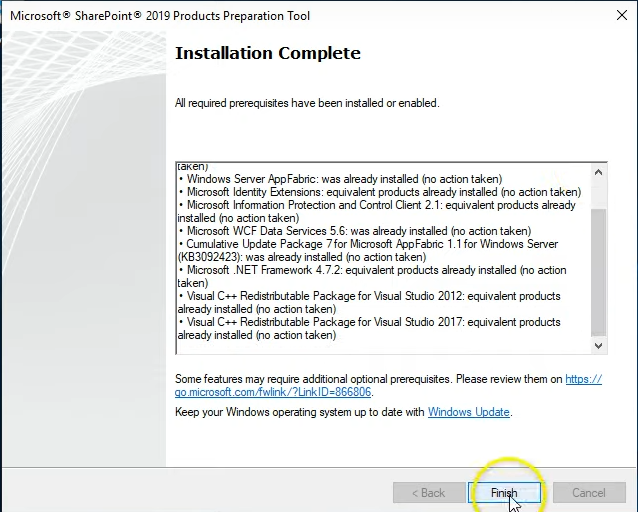 Microsoft® SharePoint® 2019 Products Preparation Tool
Installation Complete
All required prerequisites have been installed or enabled.
taken)
• Windows Server AppFabric: was already installed (no action taken)
• Microsoft Identity Extensions: equivalent products already installed (no action taken)
• Microsoft Information Protection and Control Client 2.1: equivalent products already
installed (no action taken)
• Microsoft WCF Data Services 5.6: was already installed (no action taken)
• Cumulative Update Package 7 for Microsoft AppFabric 1.1 for Windows Server
(KB3092423): was already installed (no action taken)
• Microsoft .NET Framework 4.7.2: equivalent products already installed (no action
taken)
• Visual C++ Redistributable Package for Visual Studio 2012: equivalent products
already installed (no action taken)
• Visual C++ Redistributable Package for Visual Studio 2017: equivalent products
already installed (no action taken)
Some features may require additional optional prerequisites. Please review them on https://
go.microsoft.com/fwlink/?LinkID=866806.
Keep your Windows operating system up to date with Windows Update.
< Back
Finish
Cancel